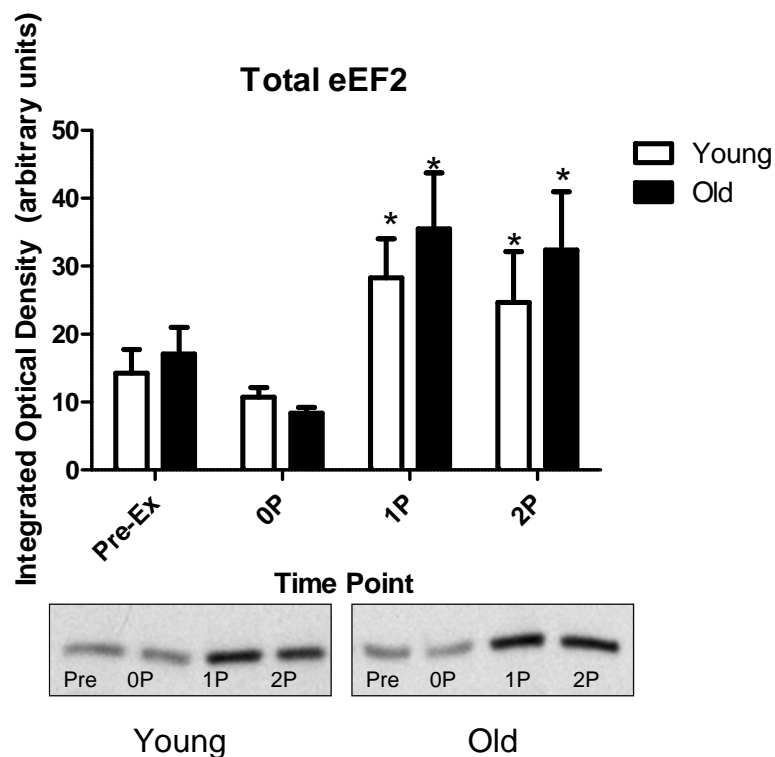 Total eEF2
Integrated Optical Density (arbitrary units)
50
40
30
20
10
0
* * * *
Young
Old
Pre-Ex 0P 1P 2P
Time Point
Pre 0P 1P 2P
Pre 0P 1P 2P
Young Old